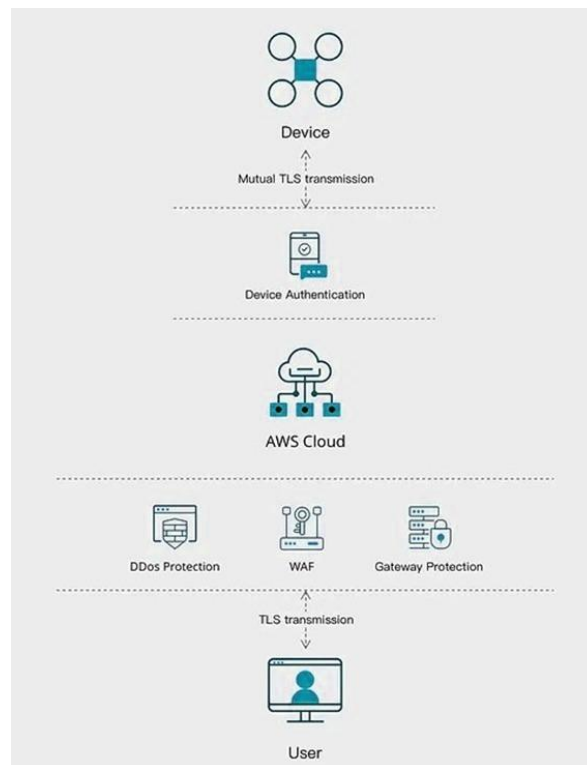 Device
Mutual TLS transmission
Device Authentication
AWS Cloud
DDos Protection WAF Gateway Protection
TLS transmission
User